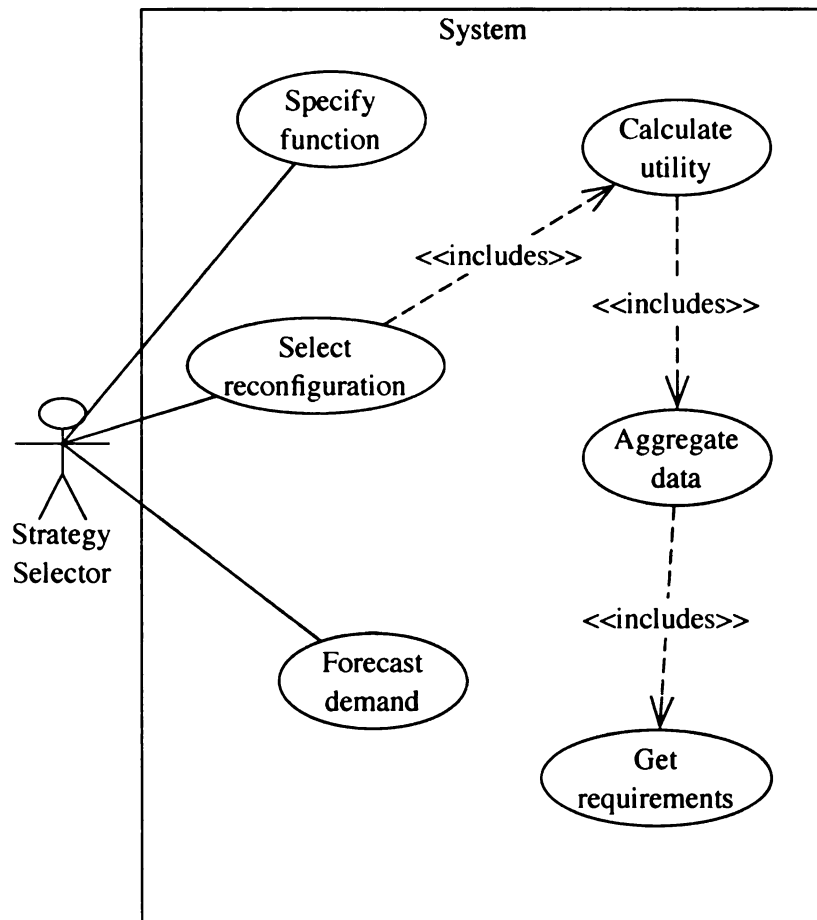 System
Specify
function
Calculate
utility
<<includes>>
<<includes>>
Select
reconfiguration
Aggregate
data
Strategy
Selector
<<includes>>
Forecast
demand
Get
requirements